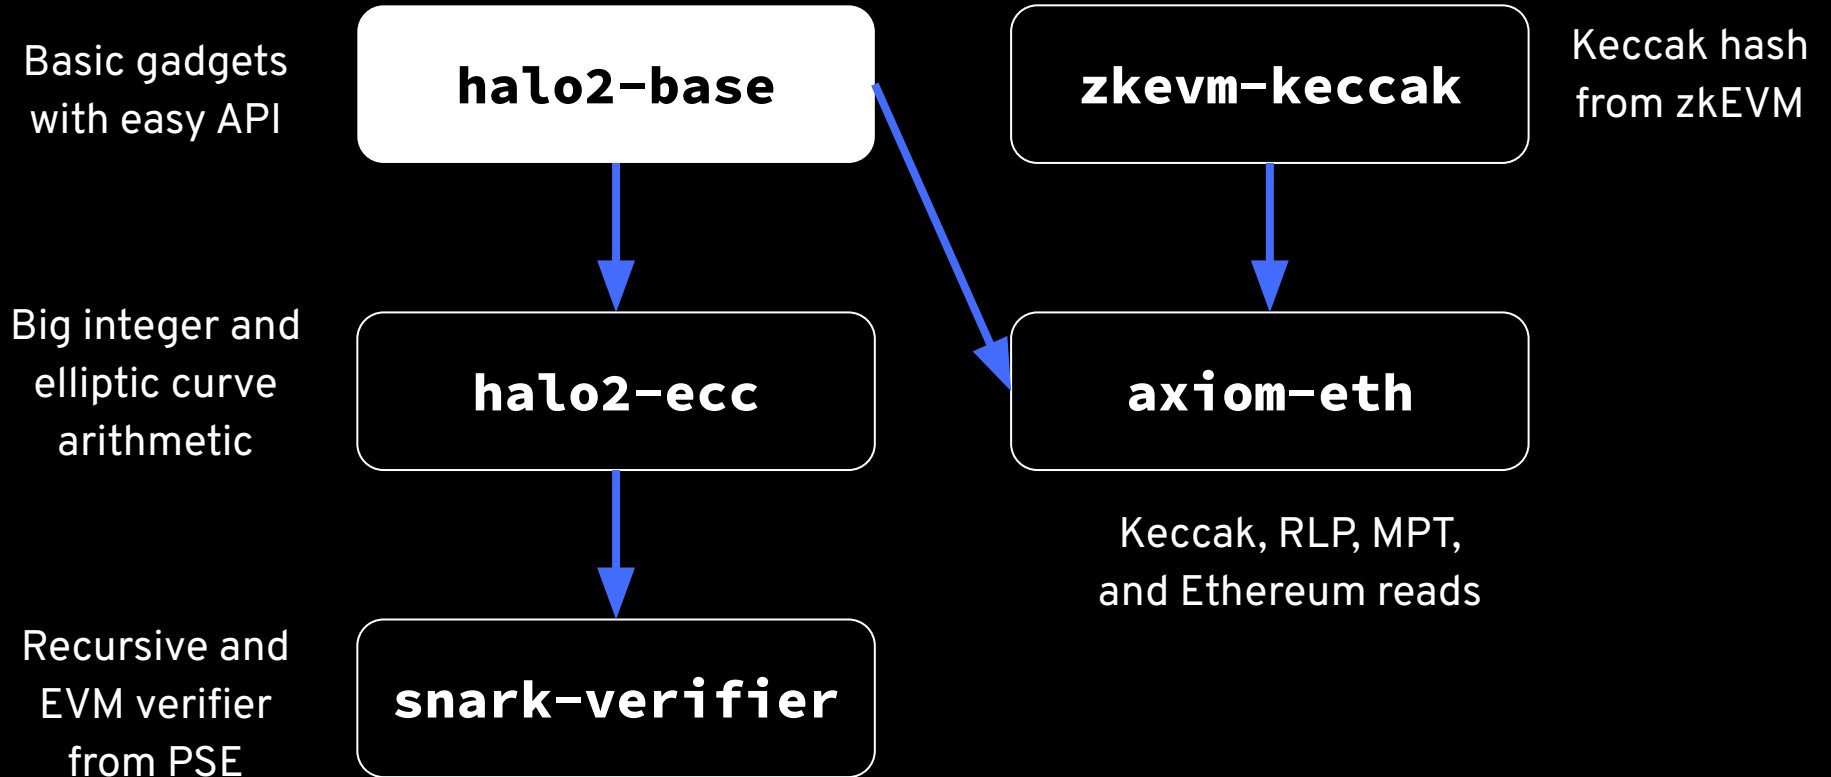 Basic gadgets
with easy API
halo2-base
zkevm-keccak
Keccak hash
from zkEVM
Big integer and
elliptic curve
arithmetic
halo2-ecc
axiom-eth
Keccak, RLP, MPT,
and Ethereum reads
Recursive and
EVM verifier
from PSE
snark-verifier